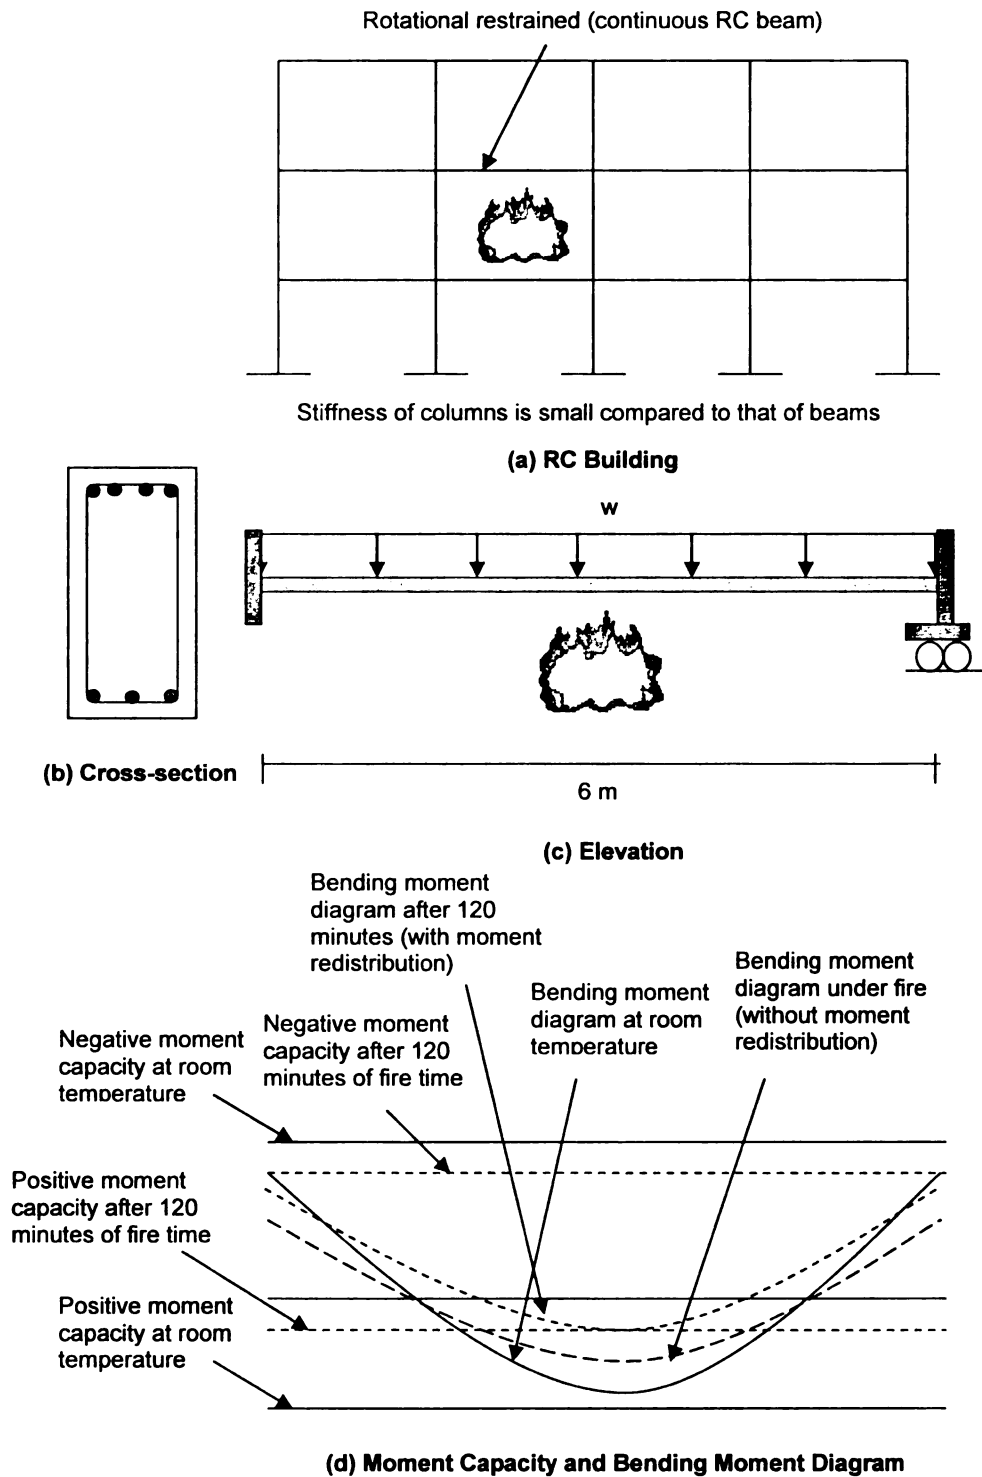 Rotational restrained (continuous RC beam)
Stiffness of columns is small compared to that of beams
(a) RC Building
w
(b) Cross-section
6 m
(c) Elevation
Bending moment
diagram after 120
minutes (with moment
redistribution)
Bending moment
diagram at room
temperature
Bending moment
diagram under fire
(without moment
redistribution)
Negative moment
capacity at room
temperature
Negative moment
capacity after 120
minutes of fire time
Positive moment
capacity after 120
minutes of fire time
Positive moment
capacity at room
temperature
(d) Moment Capacity and Bending Moment Diagram